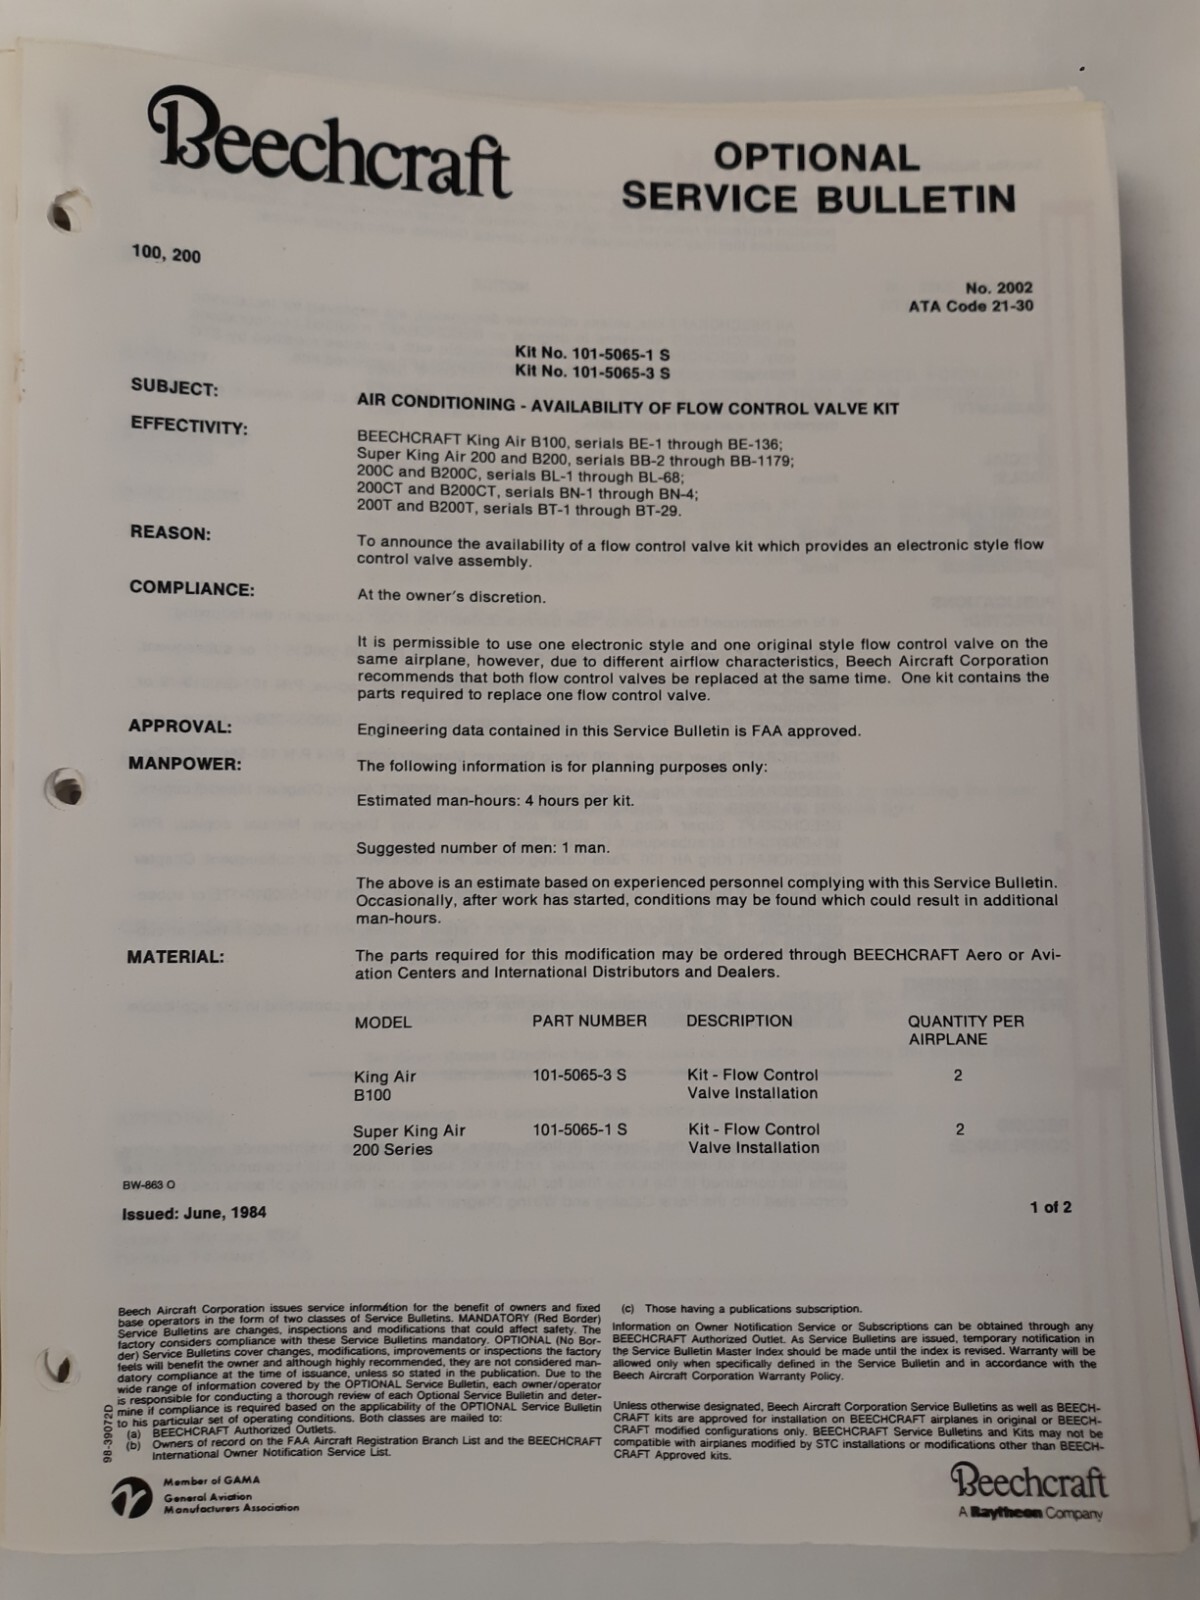 Beechcraft
OPTIONAL
SERVICE BULLETIN
100, 200
No. 2002
ATA Code 21-30
Kit No. 101-5065-1 S
Kit No. 101-5065-3 S
SUBJECT:
AIR CONDITIONING - AVAILABILITY OF FLOW CONTROL VALVE KIT
EFFECTIVITY:
BEECHCRAFT King Air B100, serials BE-1 through BE-136;
Super King Air 200 and B200, serials BB-2 through BB-1179;
200C and B200C, serials BL-1 through BL-68;
200CT and B200CT, serials BN-1 through BN-4;
200T and B200T, serials BT-1 through BT-29.
REASON:
To announce the availability of a flow control valve kit which provides an electronic style flow
control valve assembly.
COMPLIANCE:
At the owner's discretion.
It is permissible to use one electronic style and one original style flow control valve on the
same airplane, however, due to different airflow characteristics, Beech Aircraft Corporation
recommends that both flow control valves be replaced at the same time. One kit contains the
parts required to replace one flow control valve.
APPROVAL:
Engineering data contained in this Service Bulletin is FAA approved.
MANPOWER:
The following information is for planning purposes only:
Estimated man-hours: 4 hours per kit.
Suggested number of men: 1 man.
The above is an estimate based on experienced personnel complying with this Service Bulletin.
Occasionally, after work has started, conditions may be found which could result in additional
man-hours.
MATERIAL:
The parts required for this modification may be ordered through BEECHCRAFT Aero or Avi-
ation Centers and International Distributors and Dealers.
MODEL PART NUMBER DESCRIPTION QUANTITY PER
AIRPLANE
King Air 101-5065-3 S Kit - Flow Control 2
B100 Valve Installation
Super King Air 101-5065-1 S Kit - Flow Control 2
200 Series Valve Installation
BW-863 O
Issued: June, 1984
1 of 2
Beech Aircraft Corporation issues service information for the benefit of owners and fixed
base operators in the form of two classes of Service Bulletins. MANDATORY (Red Border)
Service Bulletins are changes, inspections and modifications that could affect safety. The
factory considers compliance with these Service Bulletins mandatory. OPTIONAL (No Bor-
der) Service Bulletins cover changes, modifications, improvements or inspections the factory
feels will benefit the owner and although highly recommended, they are not considered man-
datory compliance at the time of issuance, unless so stated in the publication. Due to the
wide range of information covered by the OPTIONAL Service Bulletin, each owner/operator
is responsible for conducting a thorough review of each Optional Service Bulletin and deter-
mine if compliance is required based on the applicability of the OPTIONAL Service Bulletin
to his particular set of operating conditions. Both classes are mailed to:
(a) BEECHCRAFT Authorized Outlets.
(b) Owners of record on the FAA Aircraft Registration Branch List and the BEECHCRAFT
International Owner Notification Service List.
98-39072D
(c) Those having a publications subscription.
Information on Owner Notification Service or Subscriptions can be obtained through any
BEECHCRAFT Authorized Outlet. As Service Bulletins are issued, temporary notification in
the Service Bulletin Master Index should be made until the index is revised. Warranty will be
allowed only when specifically defined in the Service Bulletin and in accordance with the
Beech Aircraft Corporation Warranty Policy.
Unless otherwise designated, Beech Aircraft Corporation Service Bulletins as well as BEECH-
CRAFT kits are approved for installation on BEECHCRAFT airplanes in original or BEECH-
CRAFT modified configurations only. BEECHCRAFT Service Bulletins and Kits may not be
compatible with airplanes modified by STC installations or modifications other than BEECH-
CRAFT Approved kits.
Member of GAMA
General Aviation
Manufacturers Association
Beechcraft
A Raytheon Company